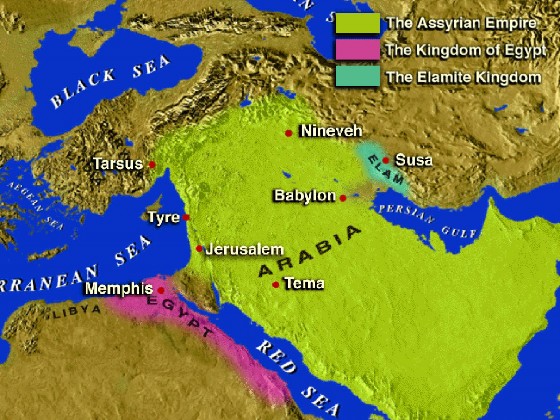 The Assyrian Empire
The Kingdom of Egypt
The Elamite Kingdom
BLACK SEA
Nineveh
Tarsus
Susa
ELAM
AEGEAN SEA
Babylon
PERSIAN GULF
Tyre
Jerusalem
ARABIA
RRANEAN SEA
Memphis
Tema
EGYPT
LIBYA
RED SEA